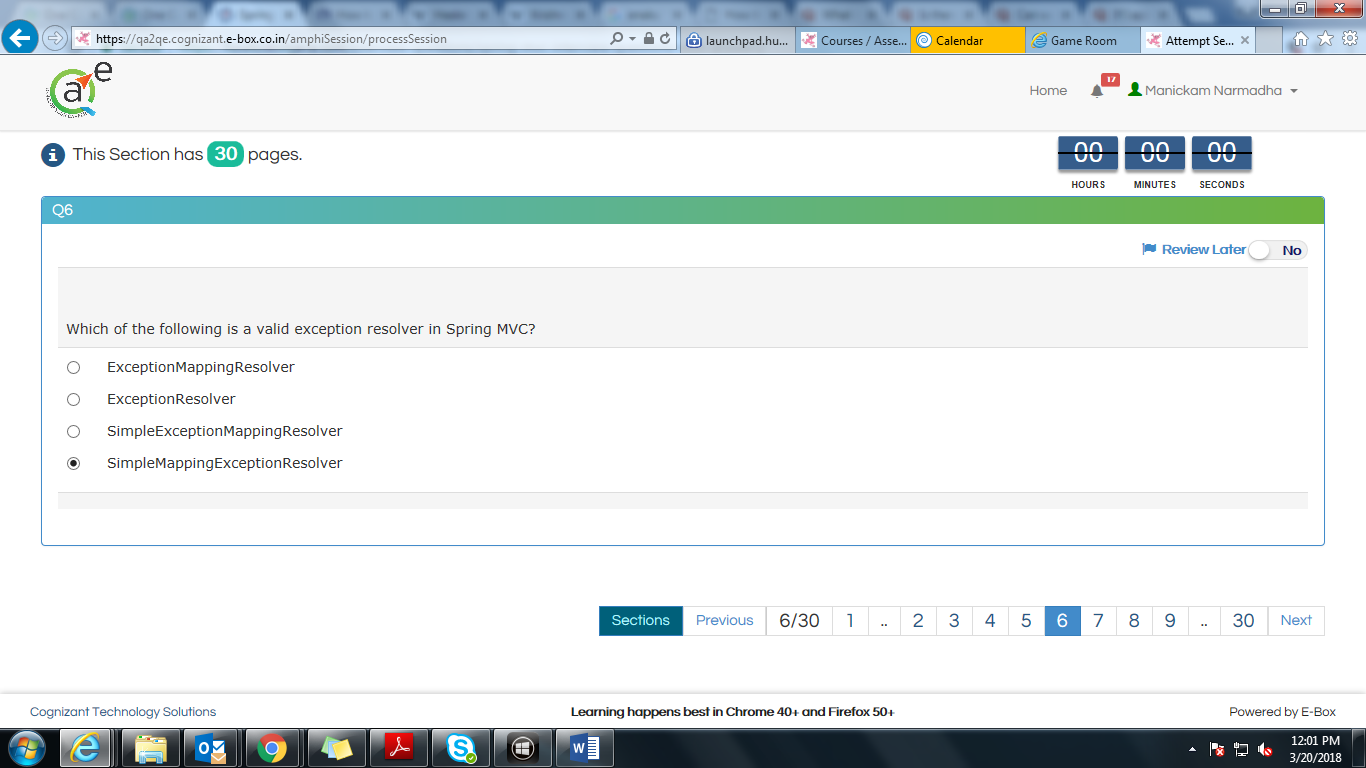 https://qa2qe.cognizant.e-box.co.in/amphiSession/processSession
launchpad.hu...
Courses / Asse...
Calendar
Game Room
Attempt Se...
a e
Home
17
Manickam Narmadha
This Section has 30 pages.
00 00 00
HOURS MINUTES SECONDS
Q6
Review Later No
Which of the following is a valid exception resolver in Spring MVC?
ExceptionMappingResolver
ExceptionResolver
SimpleExceptionMappingResolver
SimpleMappingExceptionResolver
Sections Previous 6/30 1 .. 2 3 4 5 6 7 8 9 .. 30 Next
Cognizant Technology Solutions
Learning happens best in Chrome 40+ and Firefox 50+
Powered by E-Box
12:01 PM
3/20/2018